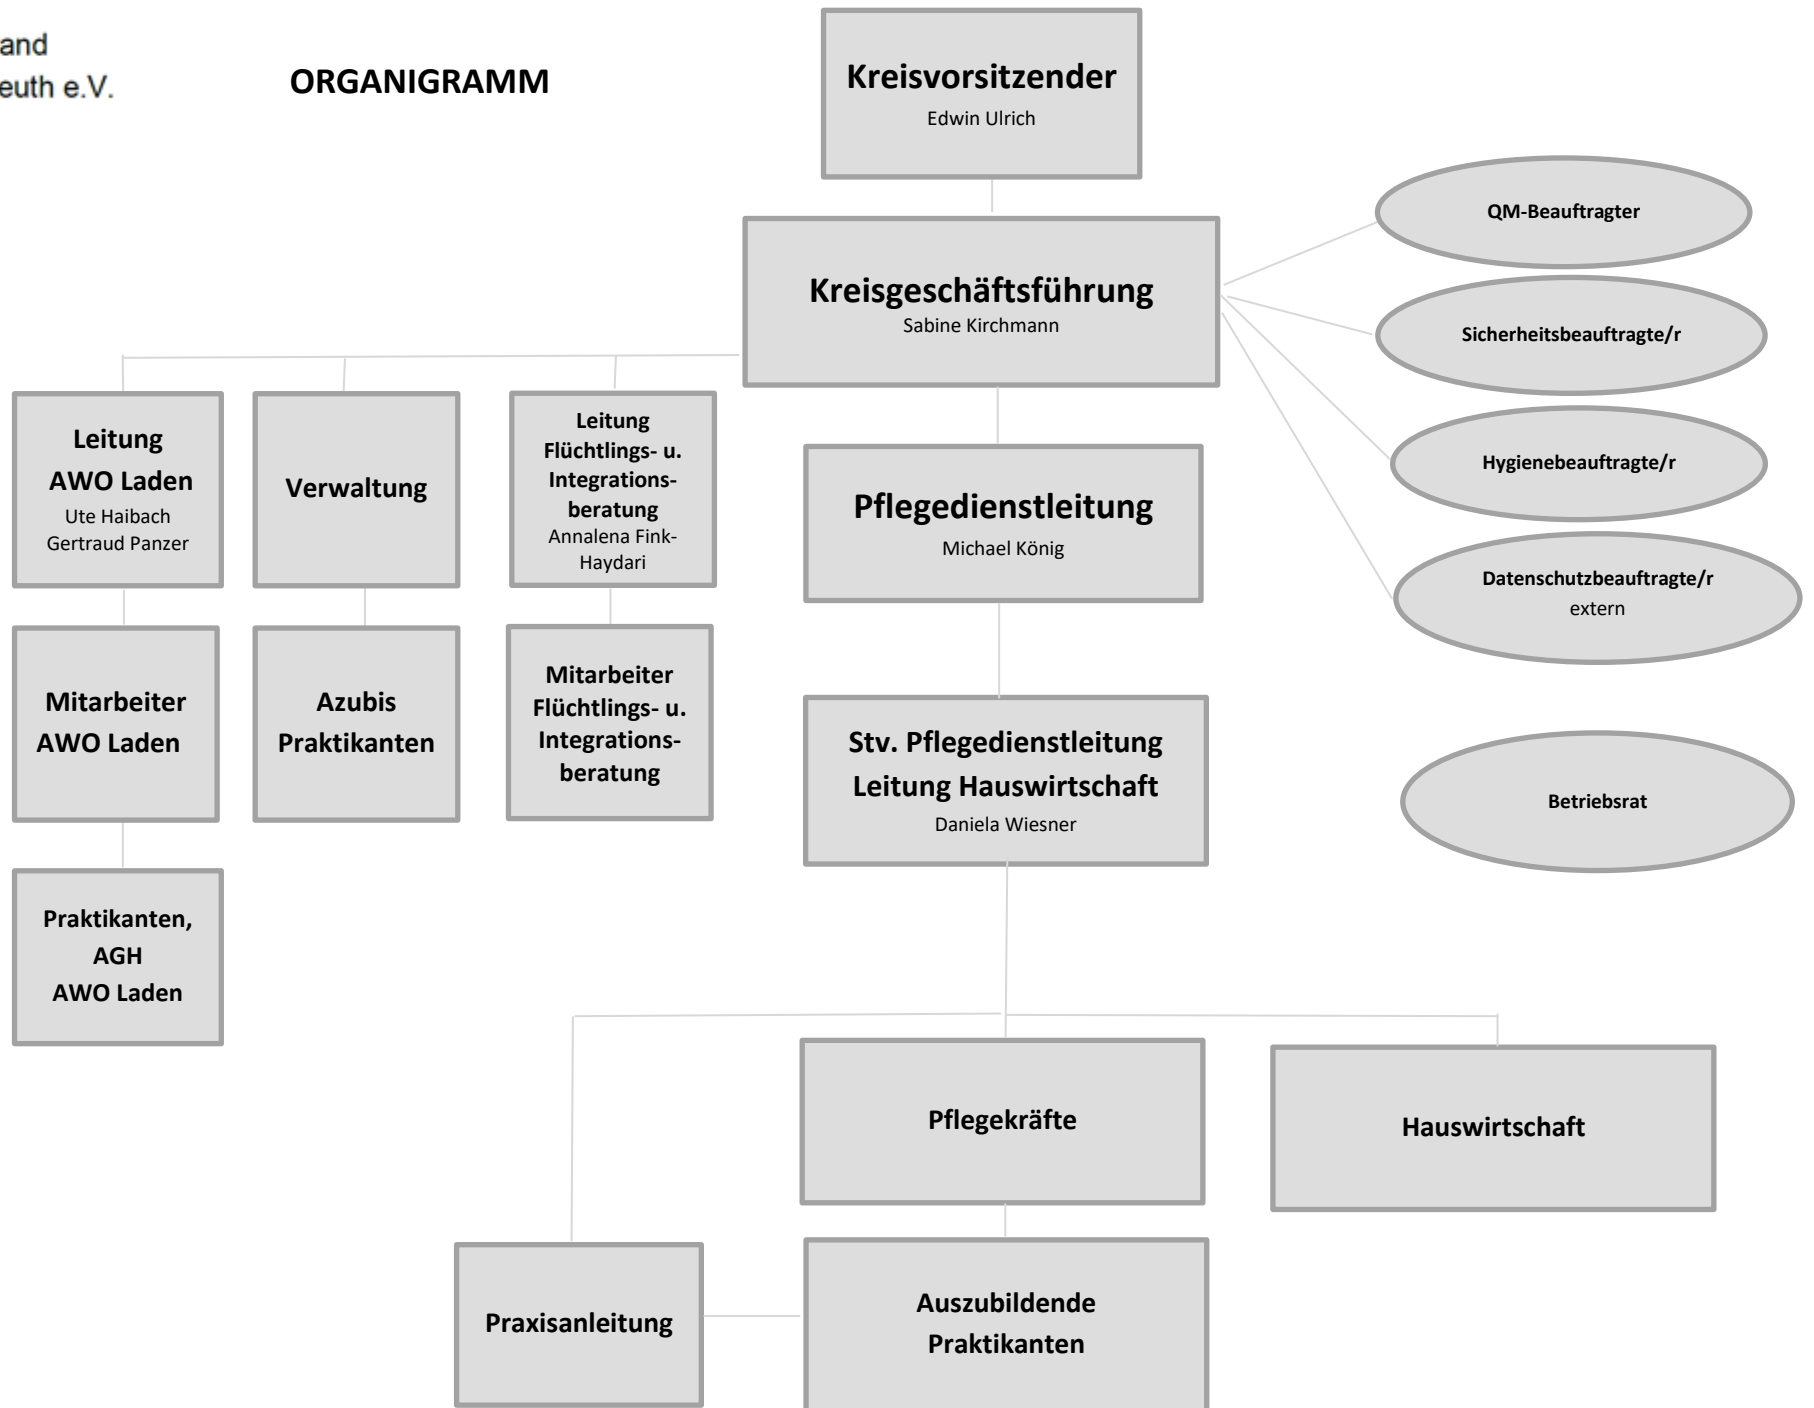 and
euth e.V.
ORGANIGRAMM
Kreisvorsitzender
Edwin Ulrich
Kreisgeschäftsführung
Sabine Kirchmann
QM-Beauftragter
Sicherheitsbeauftragte/r
Hygienebeauftragte/r
Datenschutzbeauftragte/r
extern
Betriebsrat
Leitung
AWO Laden
Ute Haibach
Gertraud Panzer
Verwaltung
Leitung
Flüchtlings- u.
Integrations-
beratung
Annalena Fink-
Haydari
Pflegedienstleitung
Michael König
Mitarbeiter
AWO Laden
Azubis
Praktikanten
Mitarbeiter
Flüchtlings- u.
Integrations-
beratung
Stv. Pflegedienstleitung
Leitung Hauswirtschaft
Daniela Wiesner
Praktikanten,
AGH
AWO Laden
Pflegekräfte
Hauswirtschaft
Praxisanleitung
Auszubildende
Praktikanten